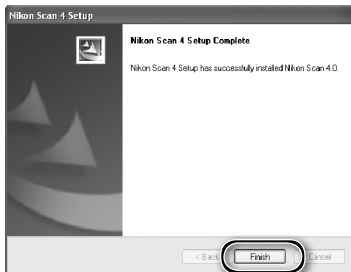 Nikon Scan 4 Setup
Nikon Scan 4 Setup Complete
Nikon Scan 4 Setup has successfully installed Nikon Scan 4.0.
< Back
Finish
Cancel